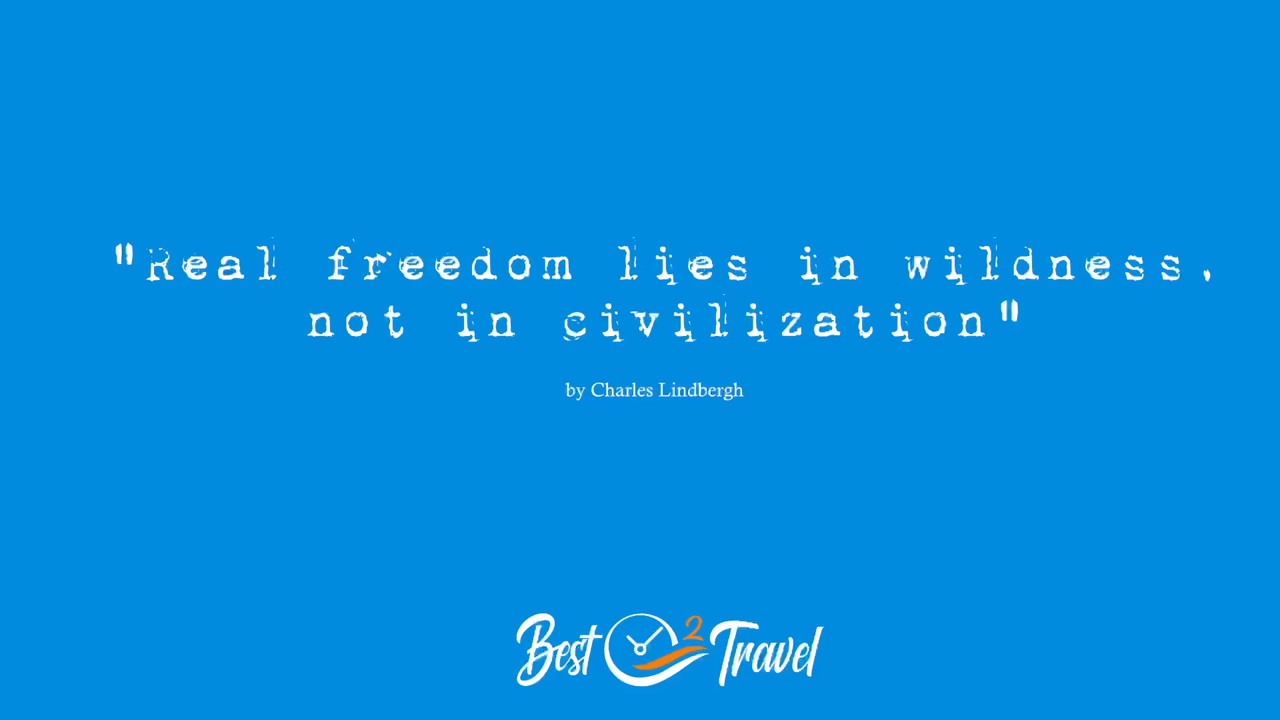 "Real freedom lies in wildness,
not in civilization"
by Charles Lindbergh
Best 2 Travel